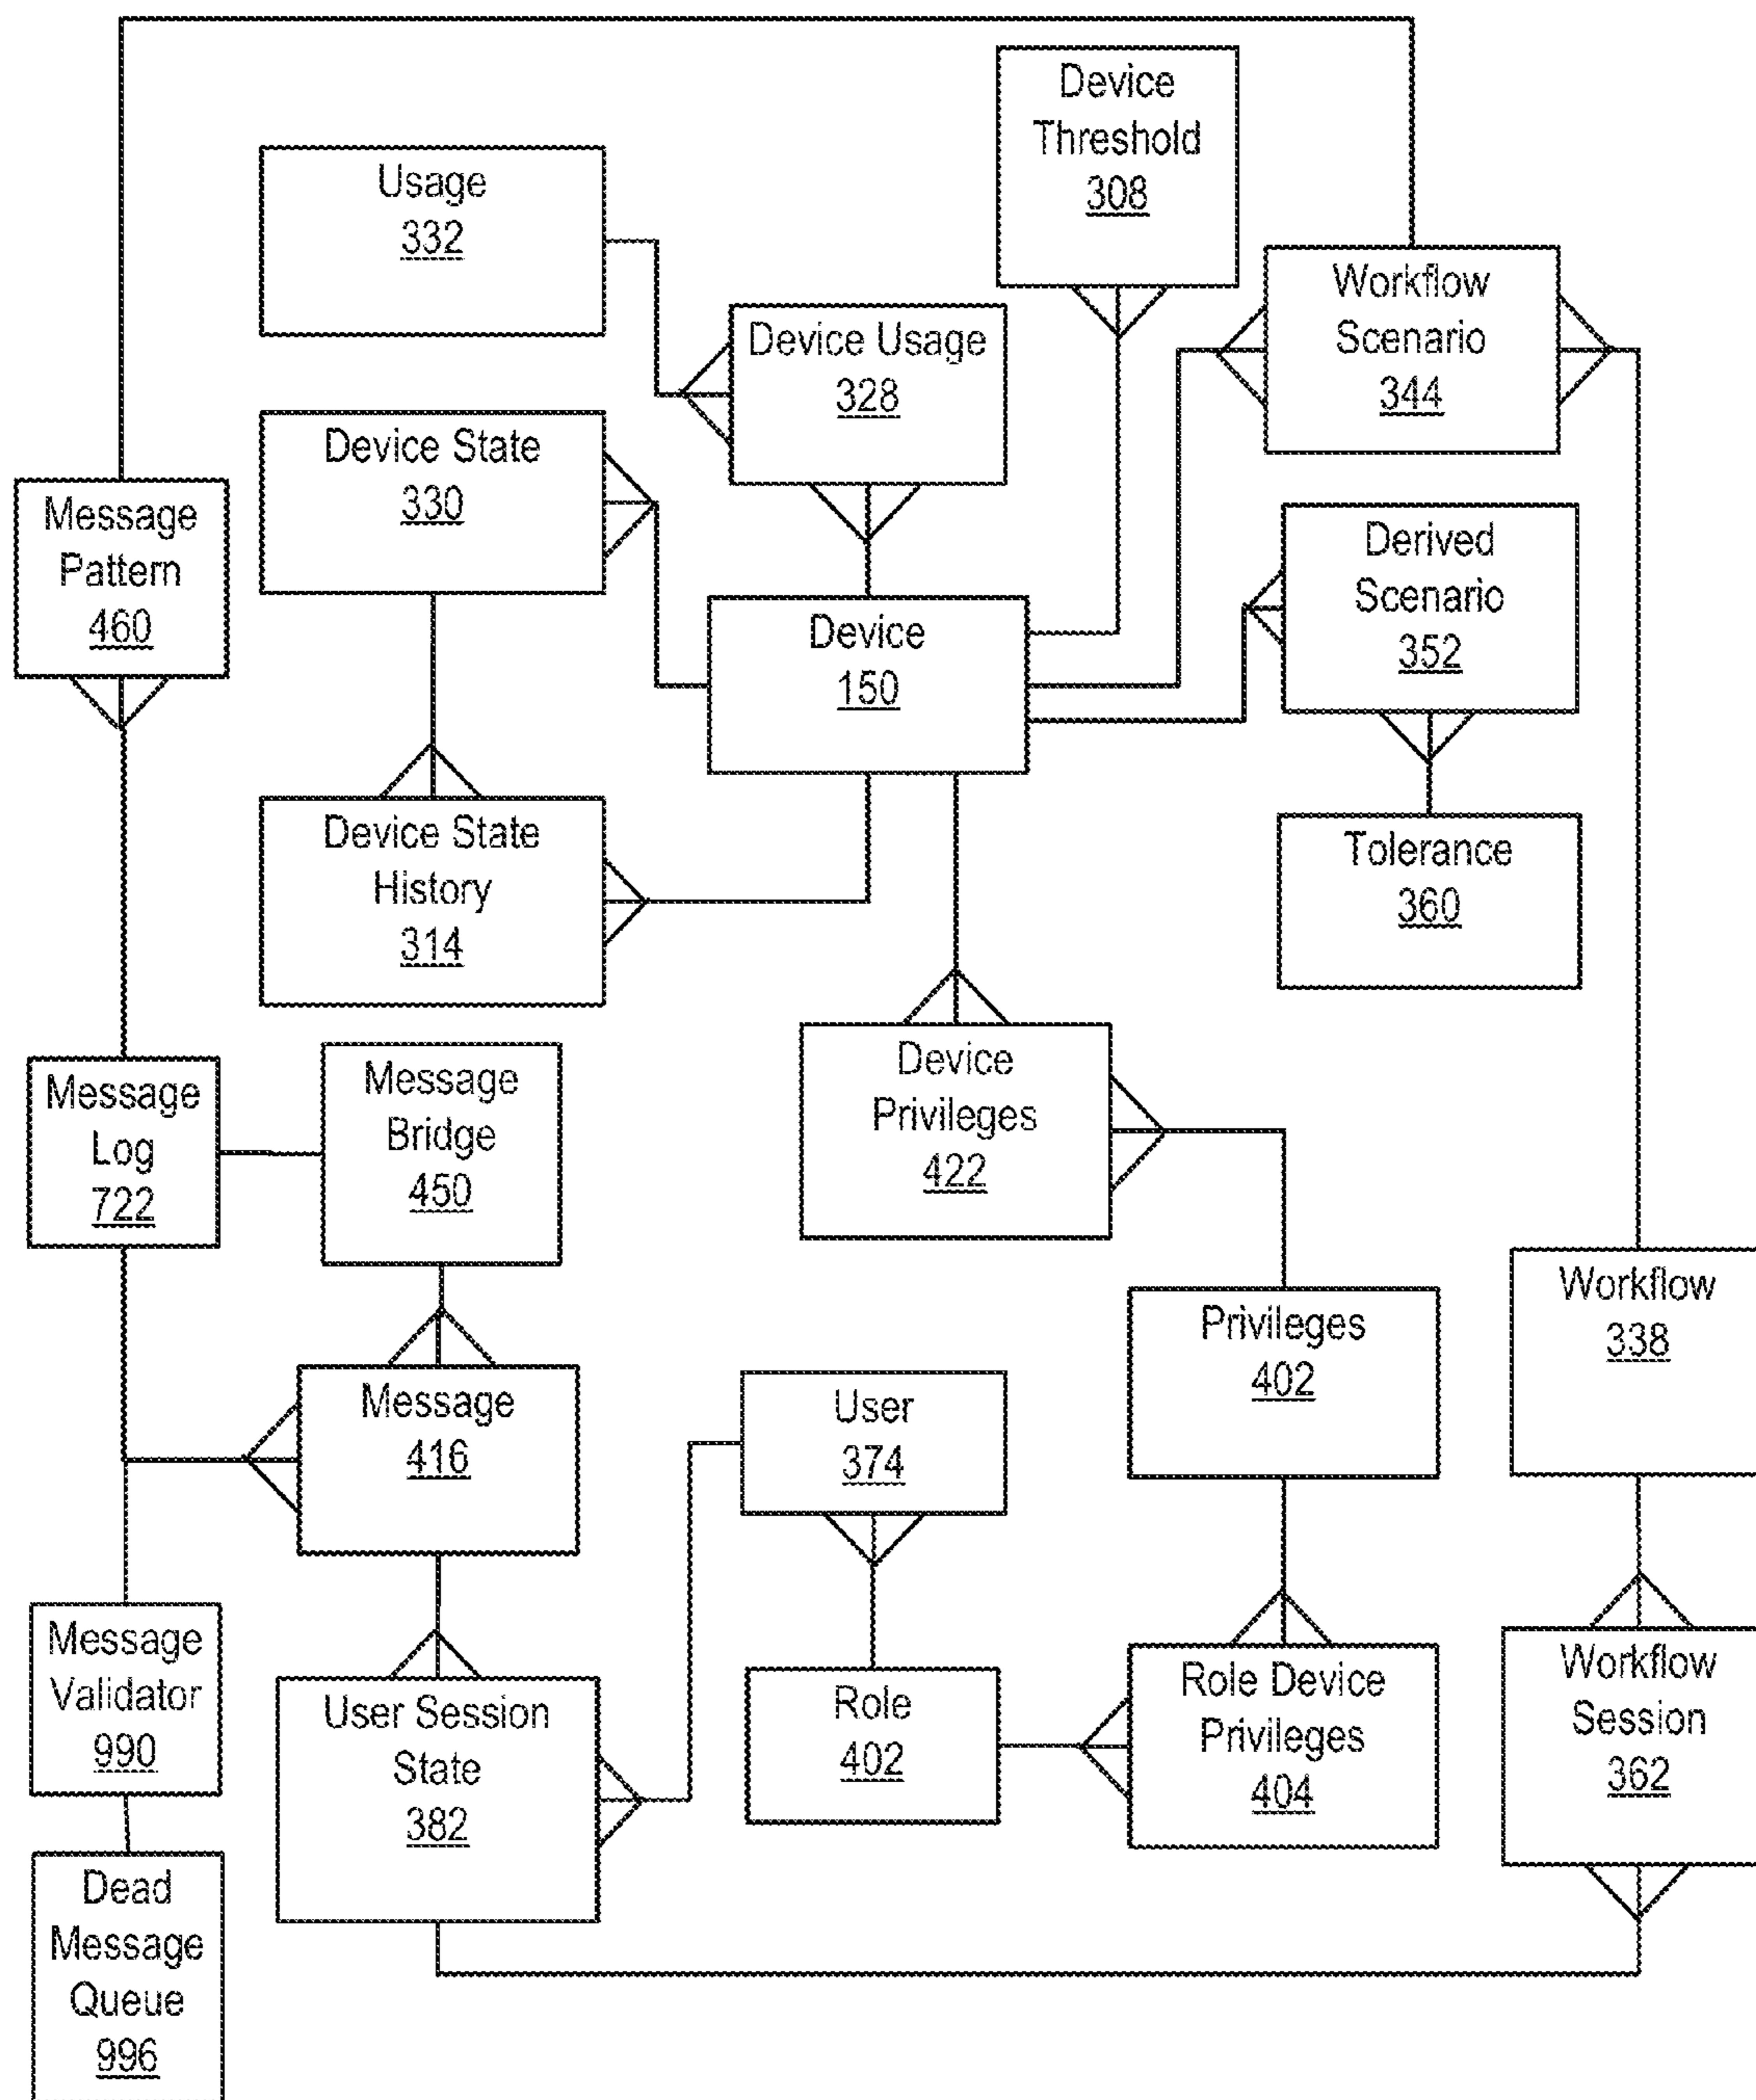 Device
Threshold
308
Usage
332
Workflow
Scenario
344
Device Usage
328
Device State
330
Message
Pattern
460
Derived
Scenario
352
Device
150
Device State
History
314
Tolerance
360
Message
Log
722
Message
Bridge
450
Device
Privileges
422
Workflow
338
Privileges
402
Message
416
User
374
Message
Validator
990
User Session
State
382
Role
402
Role Device
Privileges
404
Workflow
Session
362
Dead
Message
Queue
996